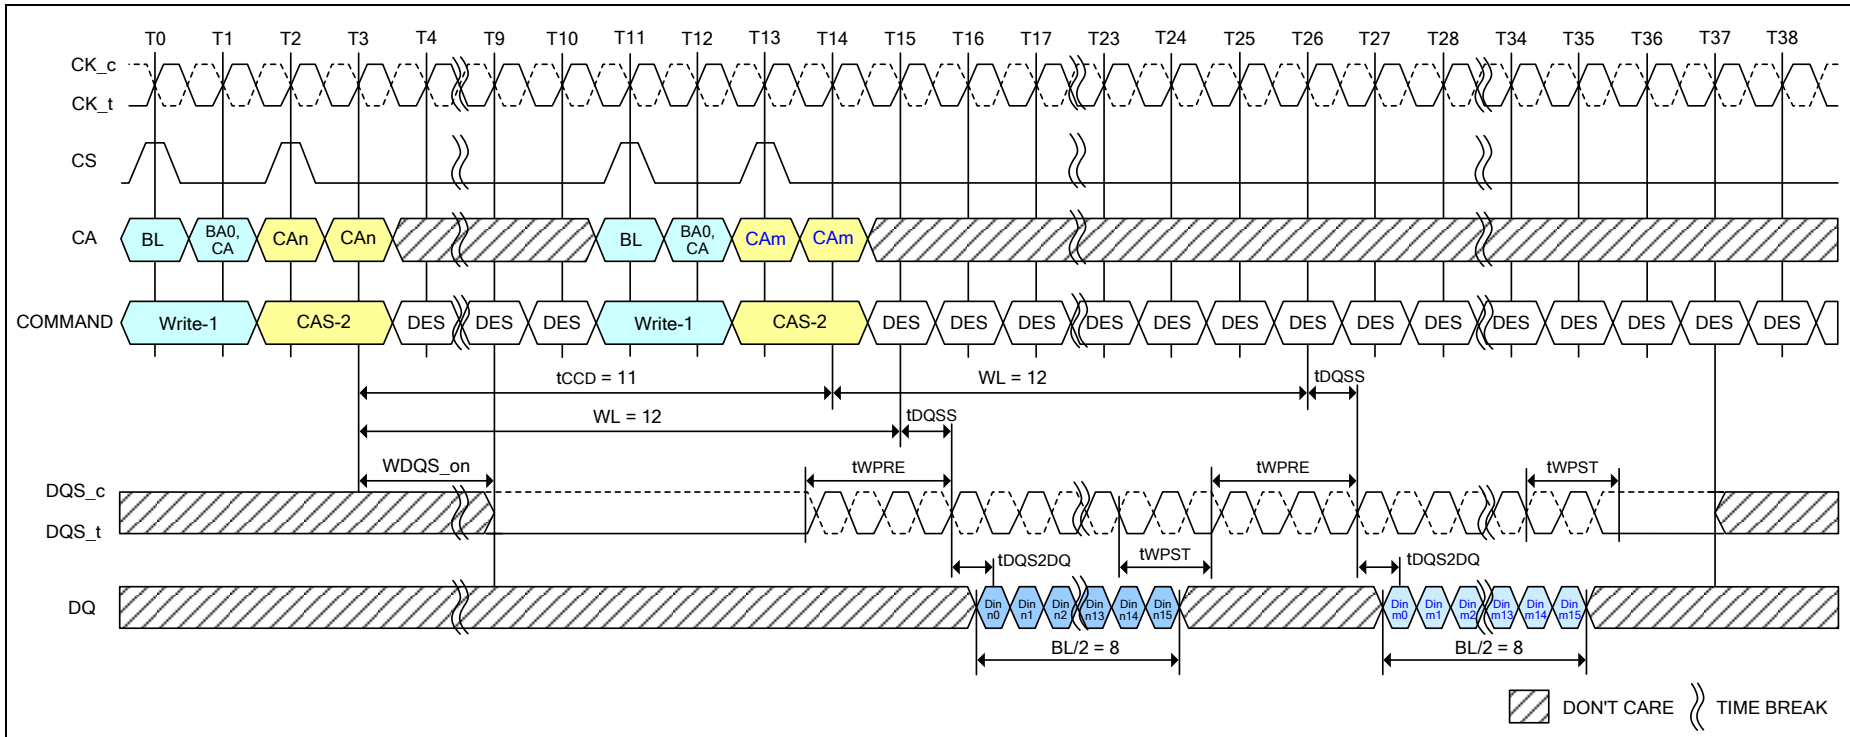 T0 T1 T2 T3 T4 T9 T10 T11 T12 T13 T14 T15 T16 T17 T23 T24 T25 T26 T27 T28 T34 T35 T36 T37 T38
CK_c
CK_t
CS
CA BL BA0, CA CAn CAn BL BA0, CA CAm CAm
COMMAND Write-1 CAS-2 DES DES DES Write-1 CAS-2 DES DES DES DES DES DES DES DES DES DES DES DES DES DES
tCCD = 11 WL = 12 tDQSS
WL = 12 tDQSS
WDQS_on tWPRE tWPRE tWPST
DQS_c
DQS_t
tDQS2DQ tWPST tDQS2DQ
DQ Din n0 Din n1 Din n2 Din n13 Din n14 Din n15 Din m0 Din m1 Din m2 Din m13 Din m14 Din m15
BL/2 = 8 BL/2 = 8
DON'T CARE TIME BREAK